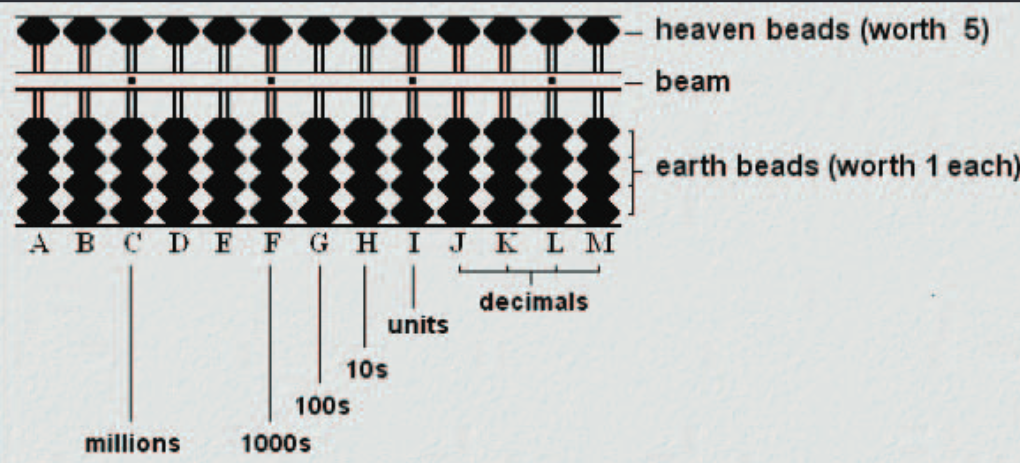 heaven beads (worth 5)
beam
earth beads (worth 1 each)
A B C D E F G H I J K L M
decimals
units
10s
100s
millions 1000s